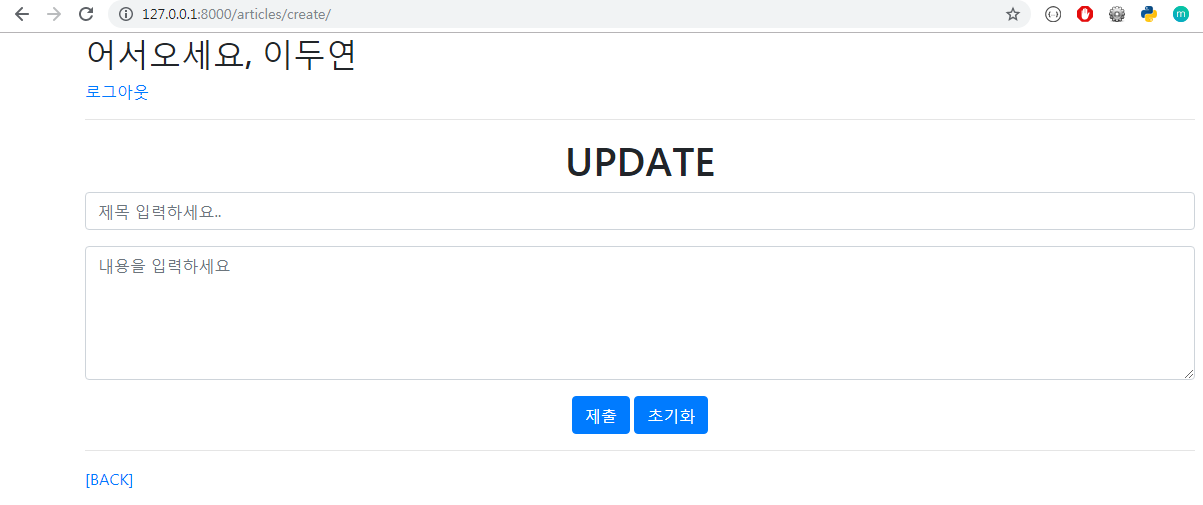 127.0.0.1:8000/articles/create/
m
어서오세요, 이두연
로그아웃
UPDATE
제목 입력하세요..
내용을 입력하세요
제출 초기화
[BACK]